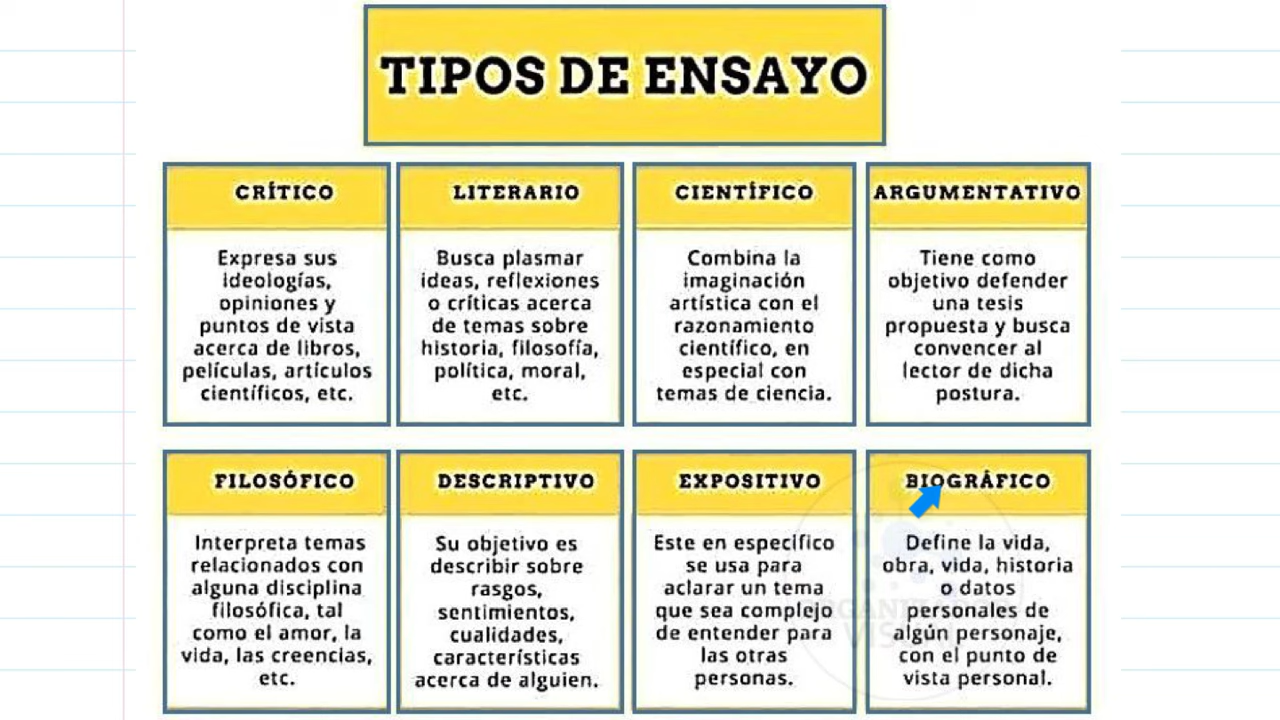 TIPOS DE ENSAYO
CRÍTICO
Expresa sus
ideologías,
opiniones y
puntos de vista
acerca de libros,
películas, artículos
científicos, etc.
LITERARIO
Busca plasmar
ideas, reflexiones
o críticas acerca
de temas sobre
historia, filosofía,
política, moral,
etc.
CIENTÍFICO
Combina la
imaginación
artística con el
razonamiento
científico, en
especial con
temas de ciencia.
ARGUMENTATIVO
Tiene como
objetivo defender
una tesis
propuesta y busca
convencer al
lector de dicha
postura.
FILOSÓFICO
Interpreta temas
relacionados con
alguna disciplina
filosófica, tal
como el amor, la
vida, las creencias,
etc.
DESCRIPTIVO
Su objetivo es
describir sobre
rasgos,
sentimientos,
cualidades,
características
acerca de alguien.
EXPOSITIVO
Este en específico
se usa para
aclarar un tema
que sea complejo
de entender para
las otras
personas.
BIOGRÁFICO
Define la vida,
obra, vida, historia
o datos
personales de
algún personaje,
con el punto de
vista personal.